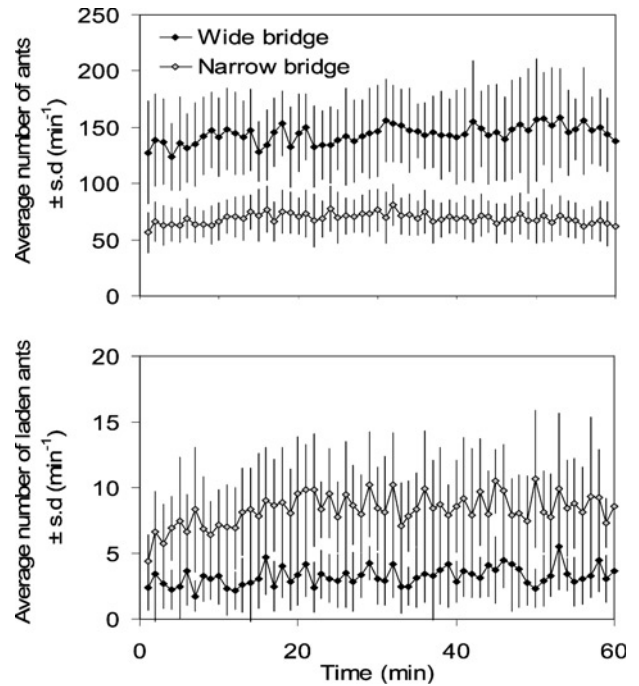 Average number of ants
± s.d (min⁻¹)
250
200
150
100
50
0
Wide bridge
Narrow bridge
Average number of laden ants
± s.d (min⁻¹)
20
15
10
5
0
0 20 40 60
Time (min)